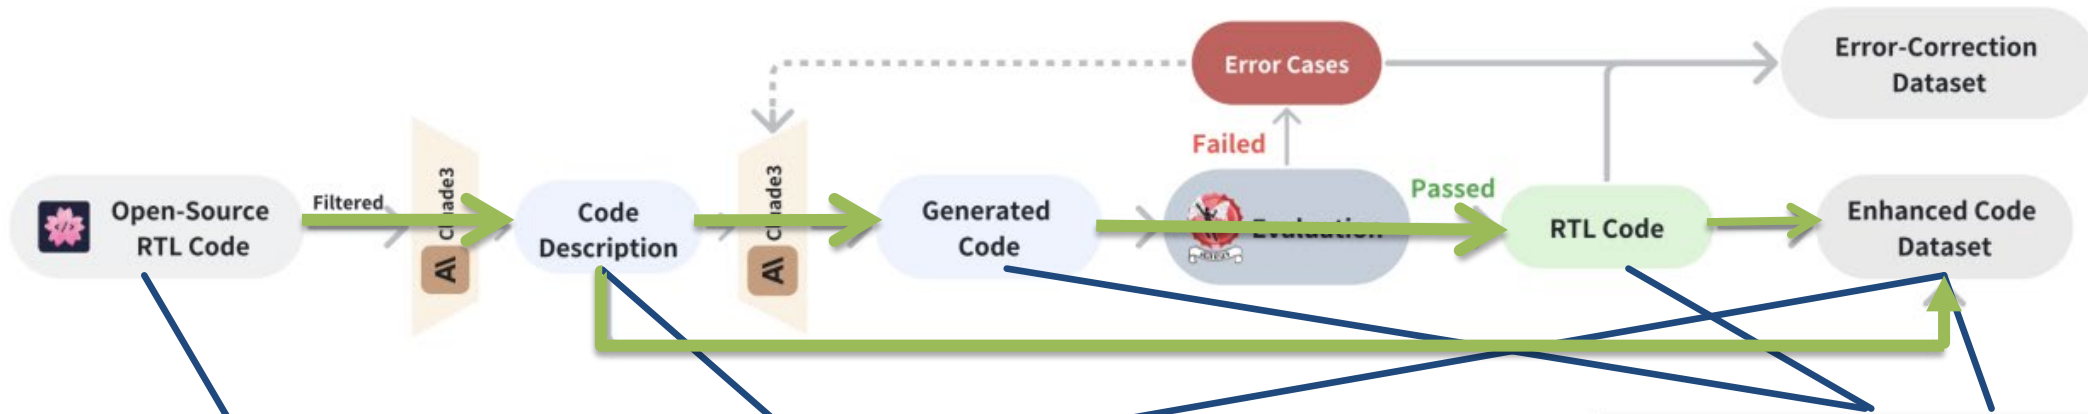 Error-Correction
Dataset
Error Cases
Failed
Filtered
Passed
Open-Source
RTL Code
Code
Description
Generated
Code
Evaluation
RTL Code
Enhanced Code
Dataset